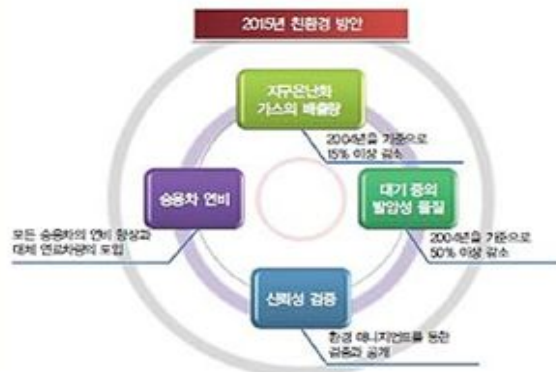 2015년 친환경 방안
지구온난화
가스의 배출량
2004년을 기준으로
15% 이상 감소
승용차 연비
대기 중의
발암성 물질
모든 승용차의 연비 향상과
대체 연료차량의 도입
2004년을 기준으로
50% 이상 감소
신뢰성 검증
환경 매니지먼트를 통한
검증과 공개